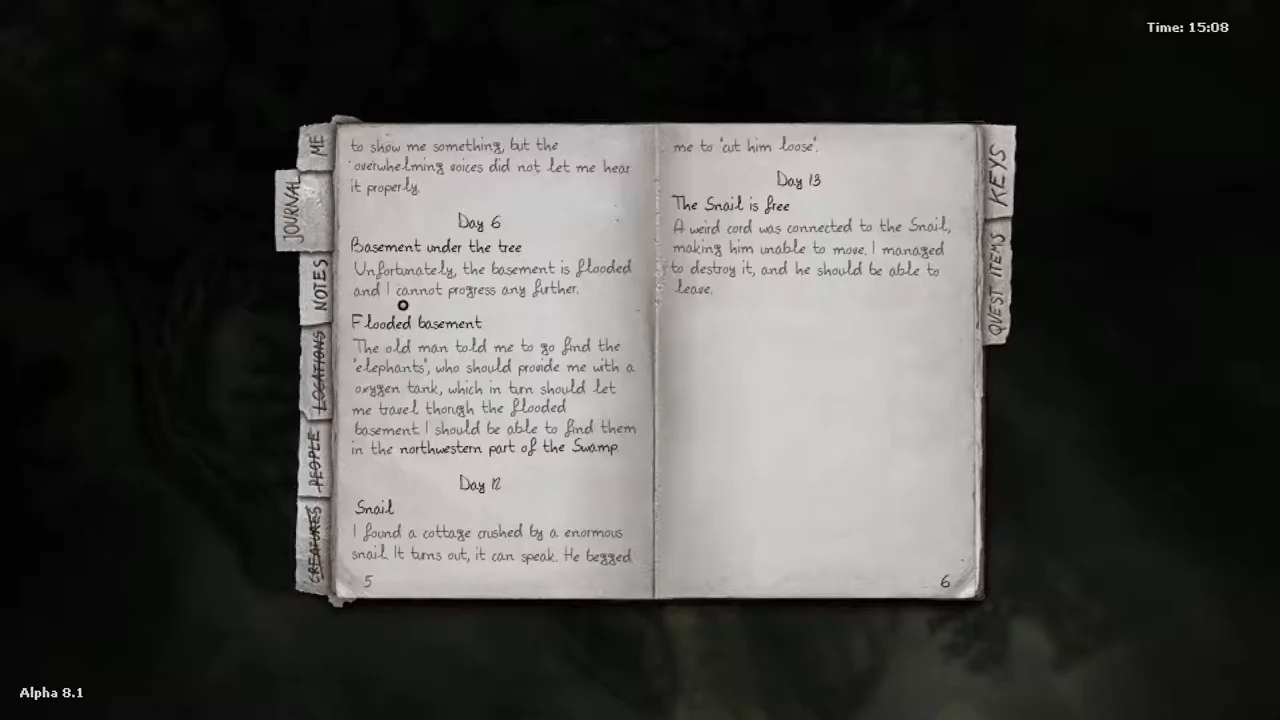 Time: 15:08
ME
JOURNAL
NOTES
LOCATIONS
PEOPLE
CREATURES
to show me something, but the
overwhelming voices did not let me hear
it properly.
Day 6
Basement under the tree
Unfortunately, the basement is flooded
and I cannot progress any further.
Flooded basement
The old man told me to go find the
'elephants', who should provide me with a
oxygen tank, which in turn should let
me travel thorugh the flooded
basement I should be able to find them
in the northwestern part of the Swamp.
Day 12
Snail
I found a cottage crushed by a enormous
snail. It turns out, it can speak. He begged
5
me to 'cut him loose'.
Day 13
The Snail is free
A weird cord was connected to the Snail,
making him unable to move. I managed
to destroy it, and he should be able to
leave.
6
KEYS
QUEST ITEMS
Alpha 8.1